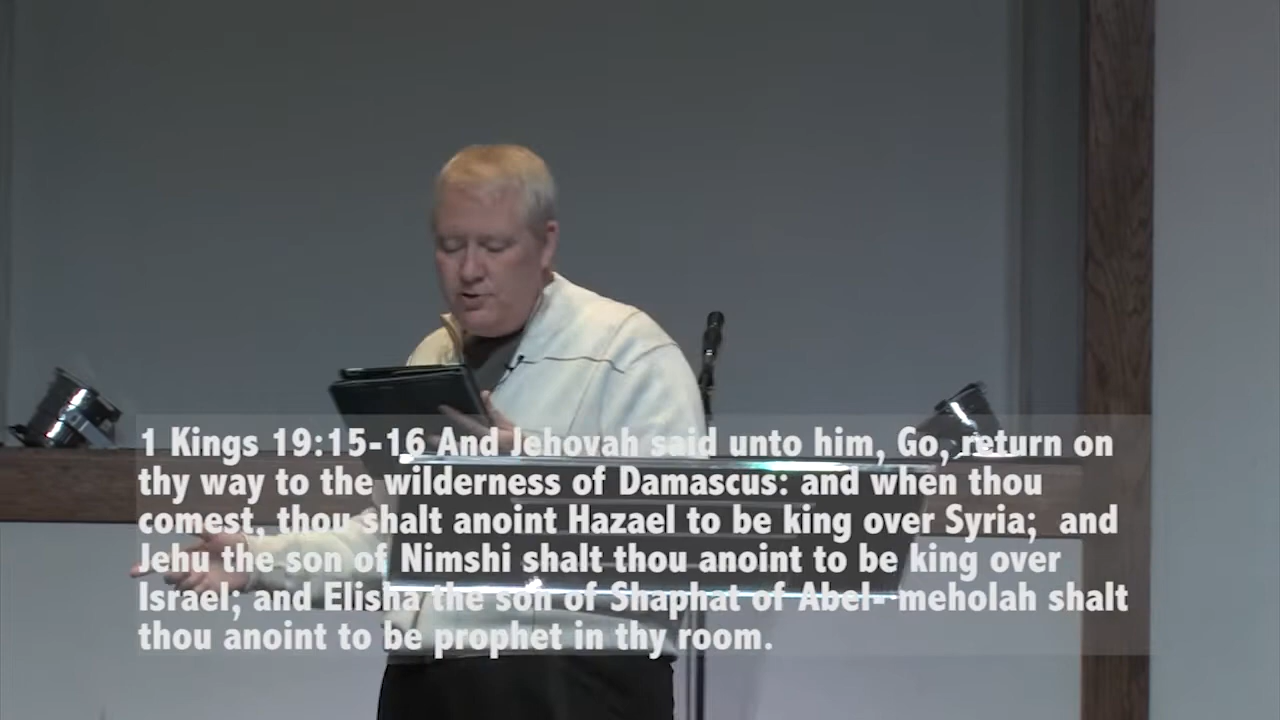 1 Kings 19:15-16 And Jehovah said unto him, Go, return on
thy way to the wilderness of Damascus: and when thou
comest, thou shalt anoint Hazael to be king over Syria;  and
Jehu the son of Nimshi shalt thou anoint to be king over
Israel; and Elisha the son of Shaphat of Abel- meholah shalt
thou anoint to be prophet in thy room.